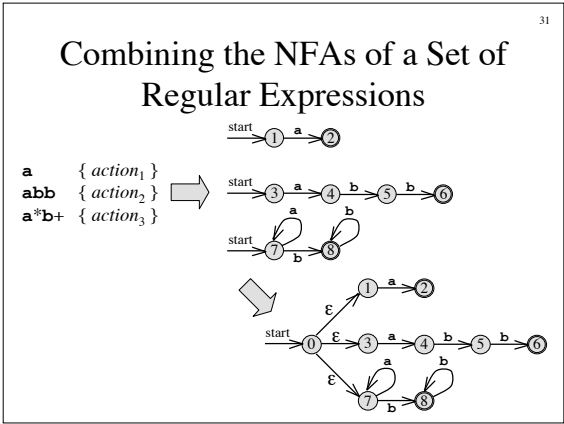 31
Combining the NFAs of a Set of
Regular Expressions
a { action₁ }
abb { action₂ }
a*b+ { action₃ }
start 1 a 2
start 3 a 4 b 5 b 6
a b
start 7 b 8
ε 1 a 2
start 0 ε 3 a 4 b 5 b 6
a b
ε 7 b 8